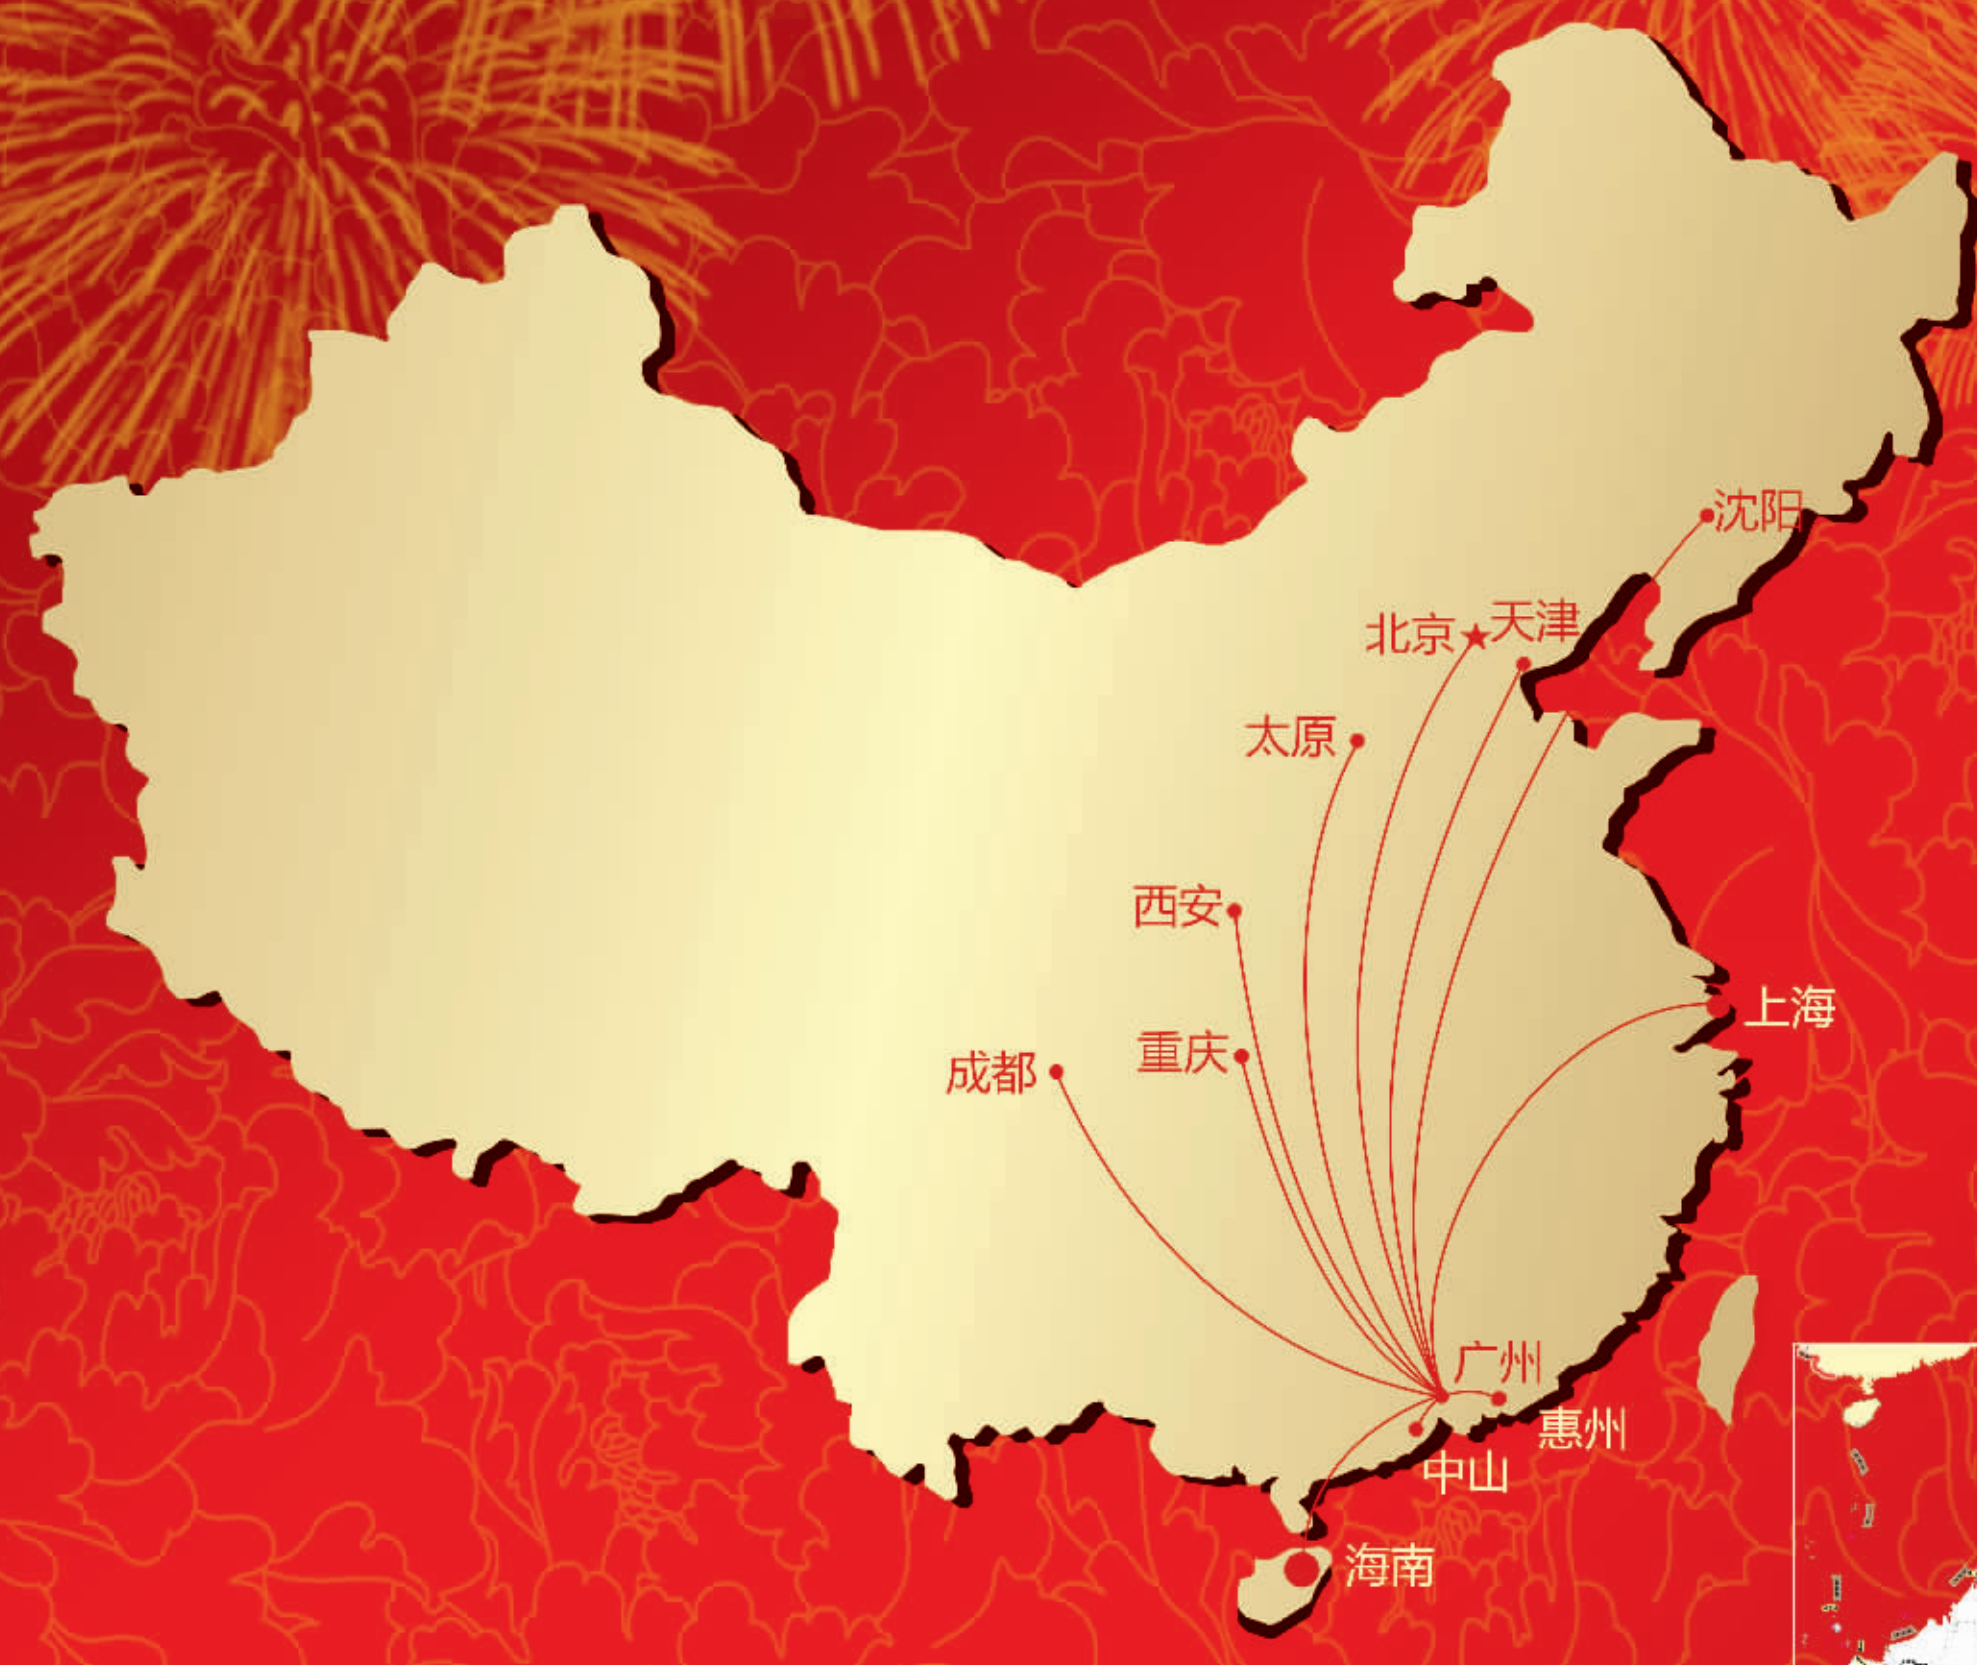 沈阳
北京
天津
太原
西安
上海
重庆
成都
广州
惠州
中山
海南